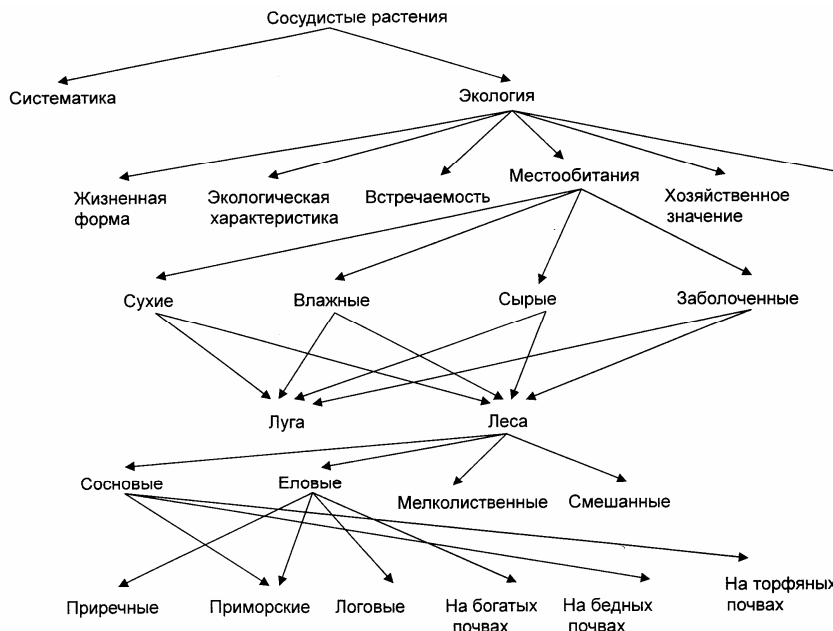 Сосудистые растения
Систематика
Экология
Жизненная
форма
Экологическая
характеристика
Встречаемость
Местообитания
Хозяйственное
значение
Сухие
Влажные
Сырые
Заболоченные
Луга
Леса
Сосновые
Еловые
Мелколиственные
Смешанные
Приречные
Приморские
Логовые
На богатых
почвах
На бедных
почвах
На торфяных
почвах